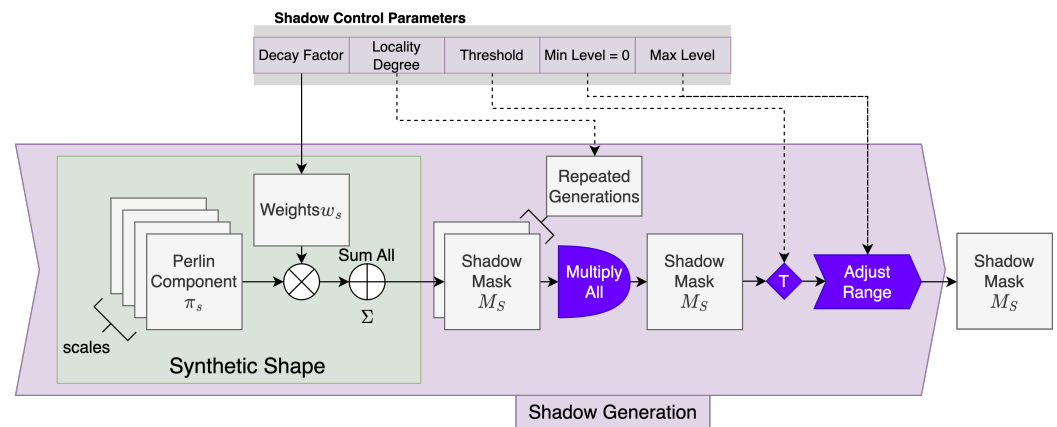 Shadow Control Parameters
Decay Factor
Locality
Degree
Threshold
Min Level = 0
Max Level
Repeated
Generations
Weights$w_s$
Sum All
Perlin
Component
$\pi_s$
Σ
Shadow
Mask
$M_S$
Multiply
All
Shadow
Mask
$M_S$
T
Adjust
Range
Shadow
Mask
$M_S$
scales
Synthetic Shape
Shadow Generation